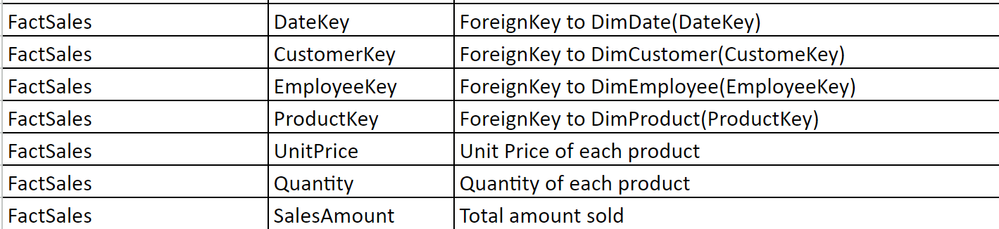 FactSales DateKey ForeignKey to DimDate(DateKey)
FactSales CustomerKey ForeignKey to DimCustomer(CustomeKey)
FactSales EmployeeKey ForeignKey to DimEmployee(EmployeeKey)
FactSales ProductKey ForeignKey to DimProduct(ProductKey)
FactSales UnitPrice Unit Price of each product
FactSales Quantity Quantity of each product
FactSales SalesAmount Total amount sold